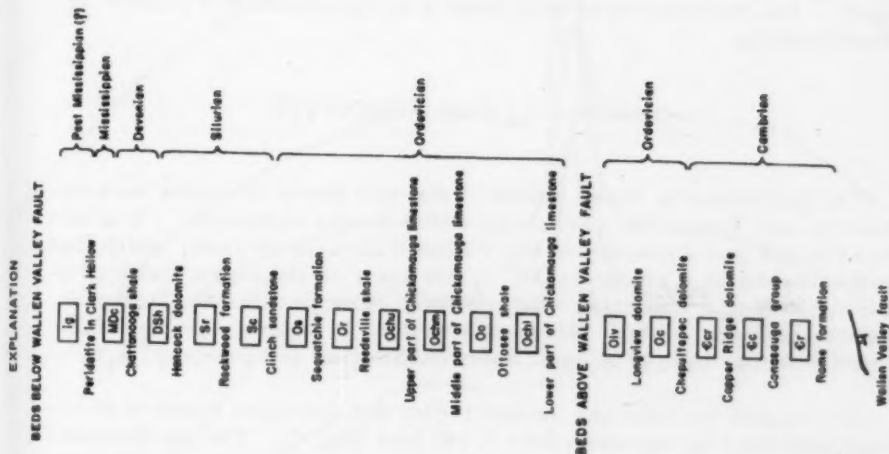 EXPLANATION
BEDS BELOW WALLEN VALLEY FAULT
ig
Peridotite in Clark Hollow
Post Mississippian (?)
MDc
Chattanooga shale
Mississippian
Devonian
DSh
Hancock dolomite
Sr
Rockwood formation
Silurian
Sc
Clinch sandstone
Os
Sequatchie formation
Or
Reedsville shale
Ochu
Upper part of Chickamauga limestone
Ordovician
Ochm
Middle part of Chickamauga limestone
Oo
Ottosee shale
Ochl
Lower part of Chickamauga limestone
BEDS ABOVE WALLEN VALLEY FAULT
Olv
Longview dolomite
Ordovician
Oc
Chepultepec dolomite
Єcr
Copper Ridge dolomite
Єc
Conasauga group
Cambrian
Єr
Rome formation
Wallen Valley fault